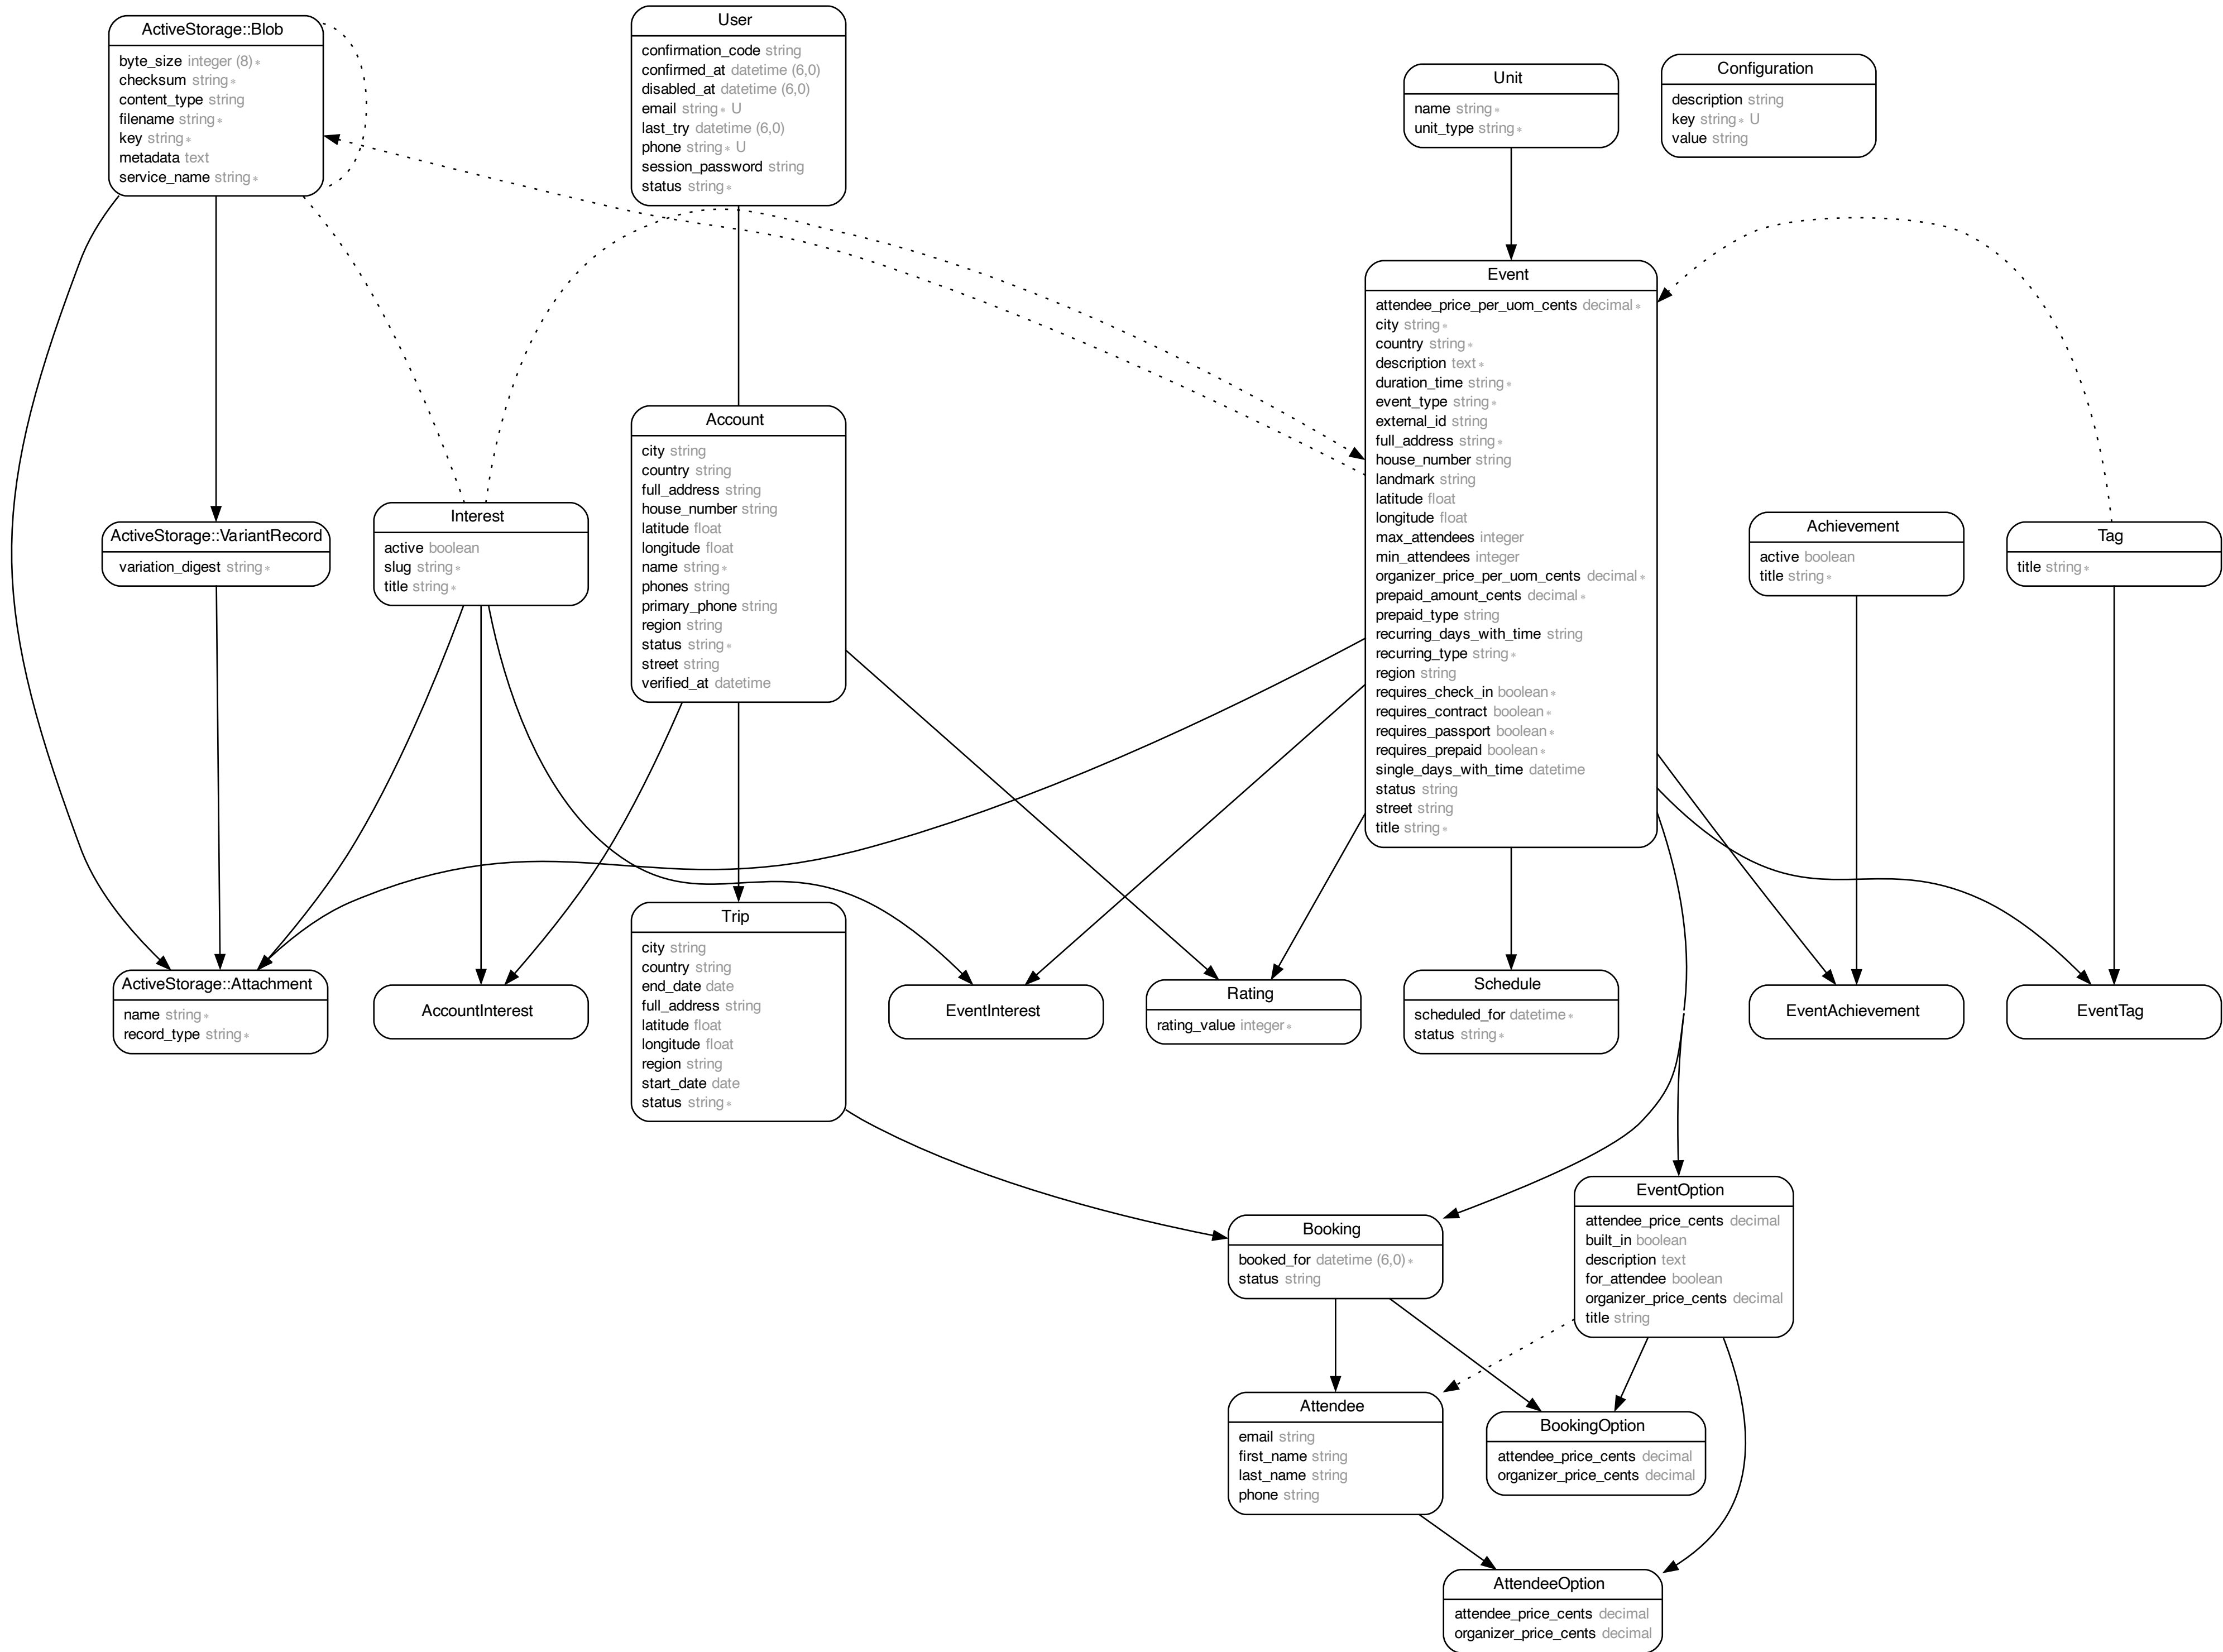 ActiveStorage::Blob
byte_size integer (8) ∗
checksum string ∗
content_type string
filename string ∗
key string ∗
metadata text
service_name string ∗
User
confirmation_code string
confirmed_at datetime (6,0)
disabled_at datetime (6,0)
email string ∗ U
last_try datetime (6,0)
phone string ∗ U
session_password string
status string ∗
Unit
name string ∗
unit_type string ∗
Configuration
description string
key string ∗ U
value string
Event
attendee_price_per_uom_cents decimal ∗
city string ∗
country string ∗
description text ∗
duration_time string ∗
event_type string ∗
external_id string
full_address string ∗
house_number string
landmark string
latitude float
longitude float
max_attendees integer
min_attendees integer
organizer_price_per_uom_cents decimal ∗
prepaid_amount_cents decimal ∗
prepaid_type string
recurring_days_with_time string
recurring_type string ∗
region string
requires_check_in boolean ∗
requires_contract boolean ∗
requires_passport boolean ∗
requires_prepaid boolean ∗
single_days_with_time datetime
status string
street string
title string ∗
Account
city string
country string
full_address string
house_number string
latitude float
longitude float
name string ∗
phones string
primary_phone string
region string
status string ∗
street string
verified_at datetime
ActiveStorage::VariantRecord
variation_digest string ∗
Interest
active boolean
slug string ∗
title string ∗
Achievement
active boolean
title string ∗
Tag
title string ∗
ActiveStorage::Attachment
name string ∗
record_type string ∗
AccountInterest
Trip
city string
country string
end_date date
full_address string
latitude float
longitude float
region string
start_date date
status string ∗
EventInterest
Rating
rating_value integer ∗
Schedule
scheduled_for datetime ∗
status string ∗
EventAchievement
EventTag
Booking
booked_for datetime (6,0) ∗
status string
EventOption
attendee_price_cents decimal
built_in boolean
description text
for_attendee boolean
organizer_price_cents decimal
title string
Attendee
email string
first_name string
last_name string
phone string
BookingOption
attendee_price_cents decimal
organizer_price_cents decimal
AttendeeOption
attendee_price_cents decimal
organizer_price_cents decimal